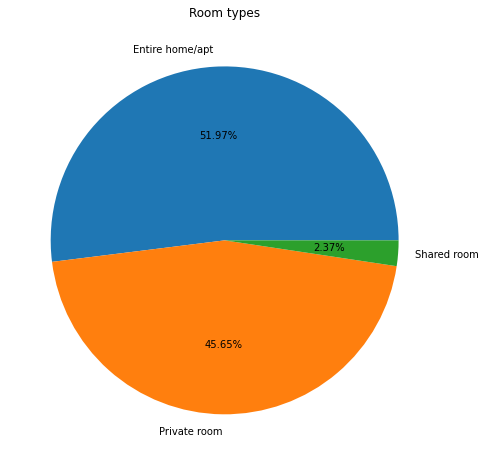 Room types
Entire home/apt
51.97%
2.37%
Shared room
45.65%
Private room